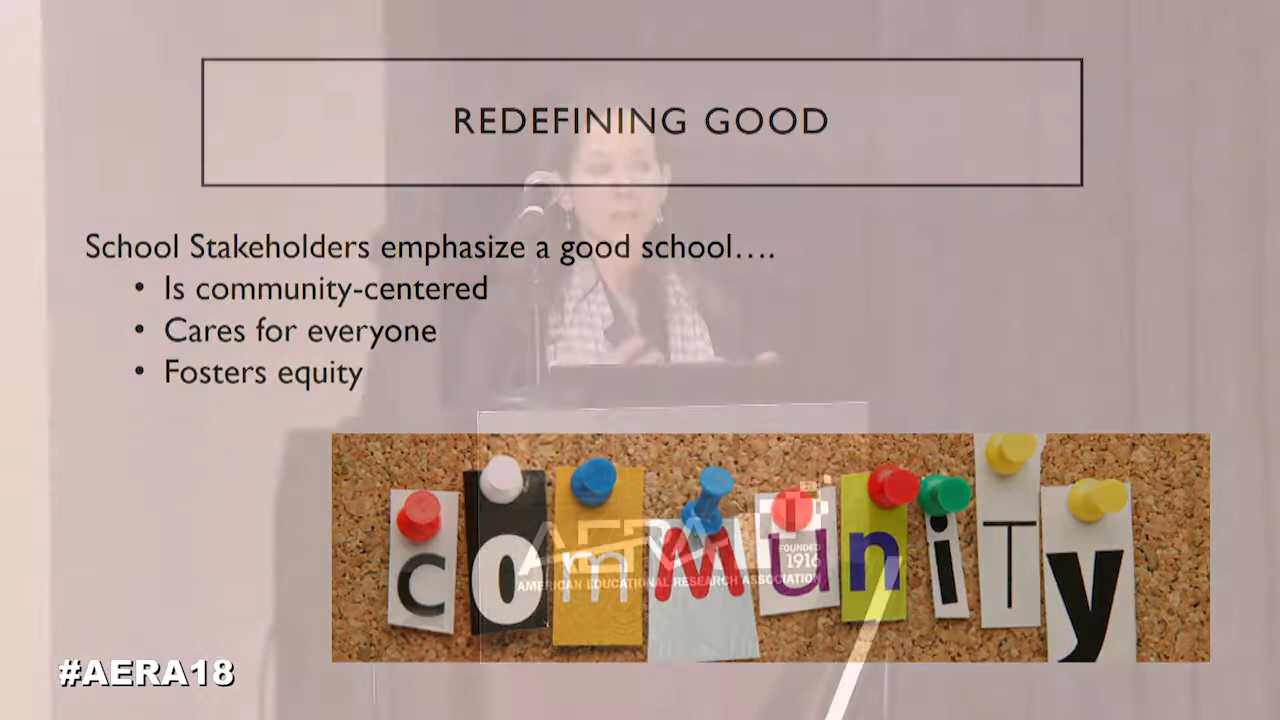 REDEFINING GOOD
School Stakeholders emphasize a good school….
• Is community-centered
• Cares for everyone
• Fosters equity
comMuniTy
AERA
FOUNDED
1916
AMERICAN EDUCATIONAL RESEARCH ASSOCIATION
#AERA18